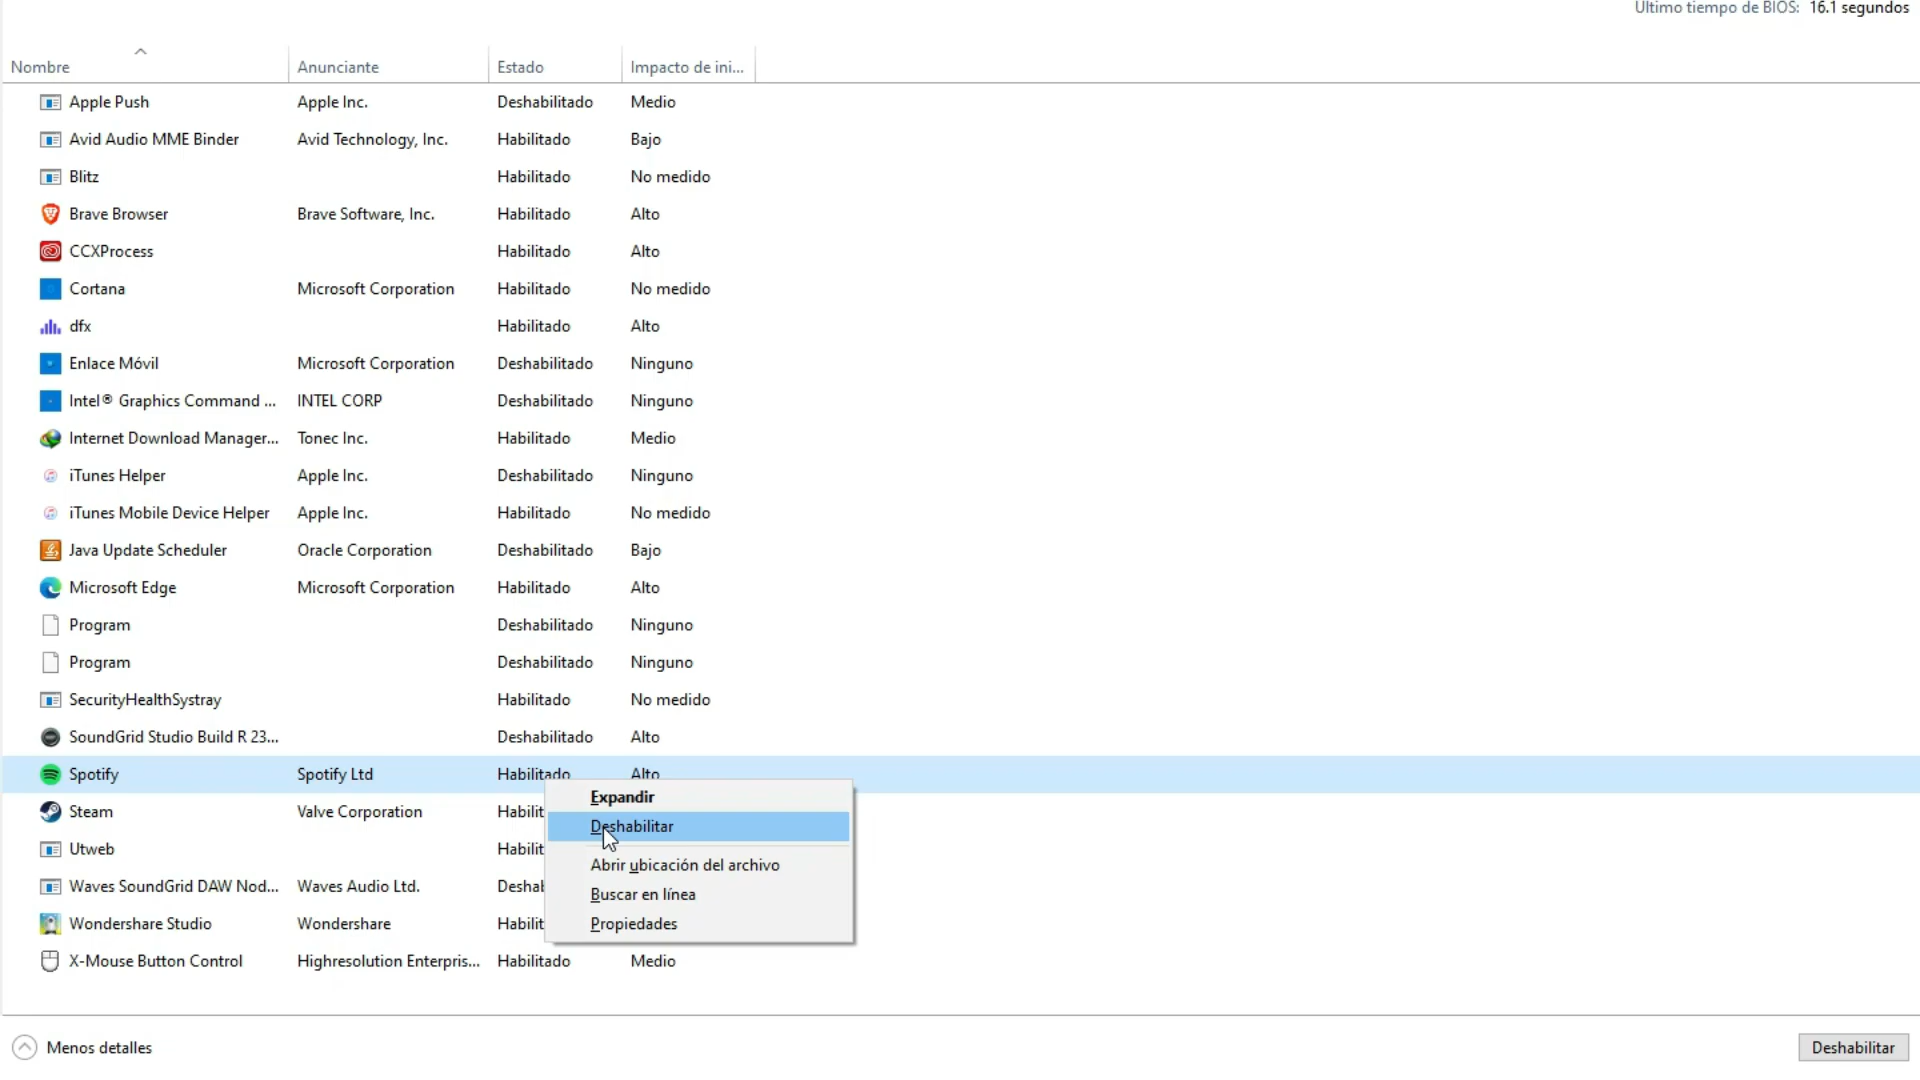 Último tiempo de BIOS: 16.1 segundos
Nombre Anunciante Estado Impacto de ini...
Apple Push Apple Inc. Deshabilitado Medio
Avid Audio MME Binder Avid Technology, Inc. Habilitado Bajo
Blitz Habilitado No medido
Brave Browser Brave Software, Inc. Habilitado Alto
CCXProcess Habilitado Alto
Cortana Microsoft Corporation Habilitado No medido
dfx Habilitado Alto
Enlace Móvil Microsoft Corporation Deshabilitado Ninguno
Intel® Graphics Command ... INTEL CORP Deshabilitado Ninguno
Internet Download Manager... Tonec Inc. Habilitado Medio
iTunes Helper Apple Inc. Deshabilitado Ninguno
iTunes Mobile Device Helper Apple Inc. Habilitado No medido
Java Update Scheduler Oracle Corporation Deshabilitado Bajo
Microsoft Edge Microsoft Corporation Habilitado Alto
Program Deshabilitado Ninguno
Program Deshabilitado Ninguno
SecurityHealthSystray Habilitado No medido
SoundGrid Studio Build R 23... Deshabilitado Alto
Spotify Spotify Ltd Habilitado Alto
Steam Valve Corporation Habilit
Utweb Habilit
Waves SoundGrid DAW Nod... Waves Audio Ltd. Deshab
Wondershare Studio Wondershare Habilit
X-Mouse Button Control Highresolution Enterpris... Habilitado Medio
Expandir
Deshabilitar
Abrir ubicación del archivo
Buscar en línea
Propiedades
Menos detalles
Deshabilitar